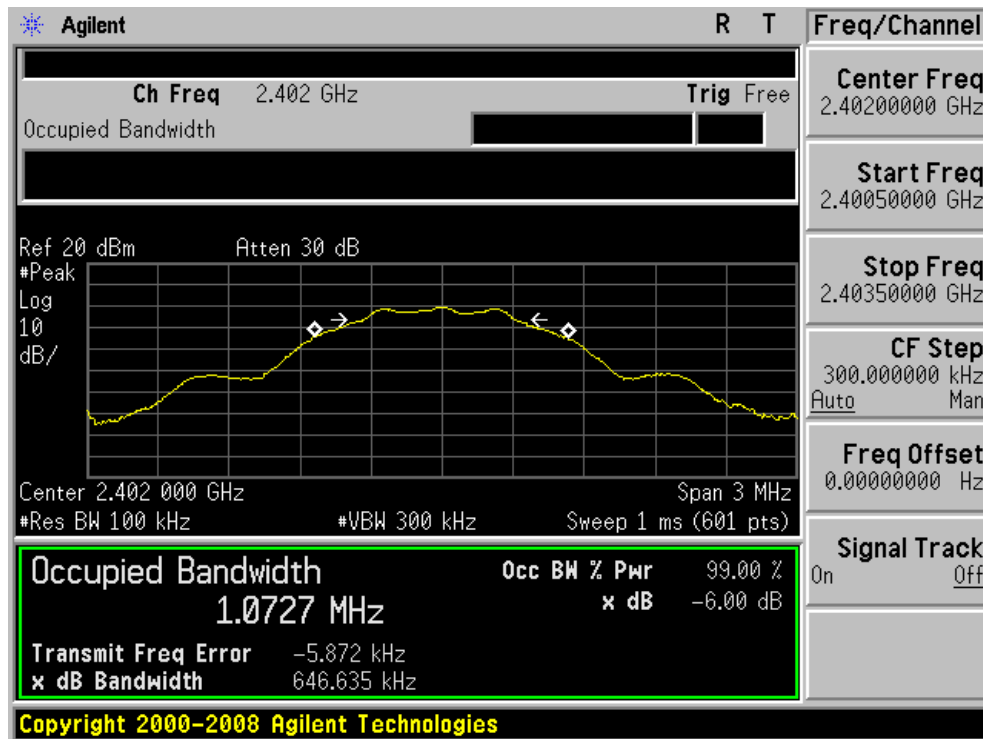 Agilent R T
Ch Freq 2.402 GHz Trig Free
Occupied Bandwidth
Ref 20 dBm Atten 30 dB
#Peak
Log
10
dB/
Center 2.402 000 GHz Span 3 MHz
#Res BW 100 kHz #VBW 300 kHz Sweep 1 ms (601 pts)
Occupied Bandwidth
1.0727 MHz
Occ BW % Pwr 99.00 %
x dB -6.00 dB
Transmit Freq Error -5.872 kHz
x dB Bandwidth 646.635 kHz
Copyright 2000-2008 Agilent Technologies
Freq/Channel
Center Freq
2.40200000 GHz
Start Freq
2.40050000 GHz
Stop Freq
2.40350000 GHz
CF Step
300.000000 kHz
Auto Man
Freq Offset
0.00000000 Hz
Signal Track
On Off